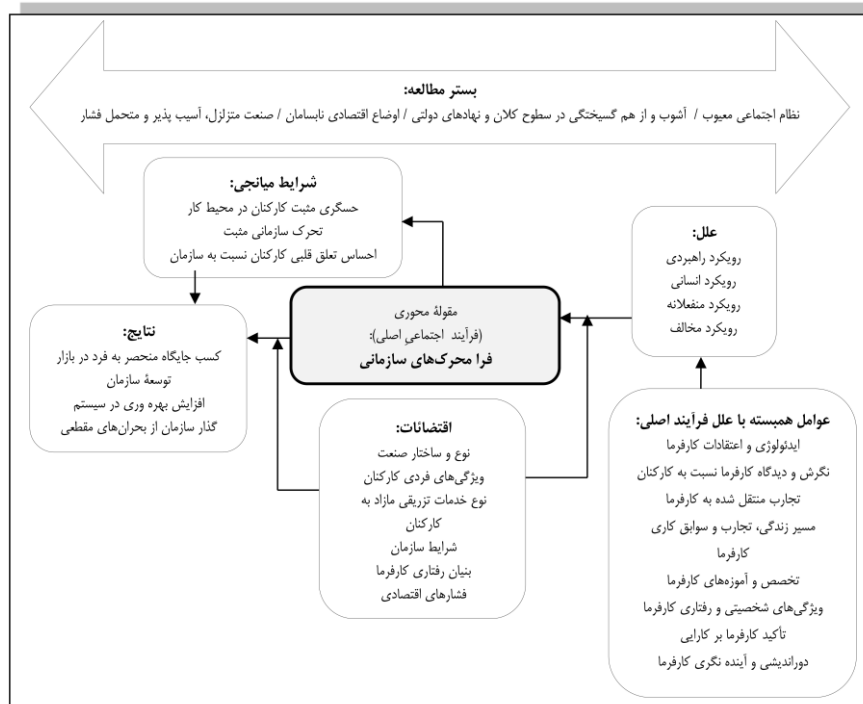 بستر مطالعه:
نظام اجتماعی معیوب / آشوب و از هم گسیختگی در سطوح کلان و نهادهای دولتی / اوضاع اقتصادی نابسامان / صنعت متزلزل، آسیب پذیر و متحمل فشار
شرایط میانجی:
حسگری مثبت کارکنان در محیط کار
تحرک سازمانی مثبت
احساس تعلق قلبی کارکنان نسبت به سازمان
علل:
رویکرد راهبردی
رویکرد انسانی
رویکرد منفعلانه
رویکرد مخالف
مقولهٔ محوری
(فرآیند اجتماعیِ اصلی):
فرا محرک‌های سازمانی
نتایج:
کسب جایگاه منحصر به فرد در بازار
توسعهٔ سازمان
افزایش بهره وری در سیستم
گذار سازمان از بحران‌های مقطعی
اقتضائات:
نوع و ساختار صنعت
ویژگی‌های فردی کارکنان
نوع خدمات تزریقی مازاد به
کارکنان
شرایط سازمان
بنیان رفتاری کارفرما
فشارهای اقتصادی
عوامل همبسته با علل فرآیند اصلی:
ایدئولوژی و اعتقادات کارفرما
نگرش و دیدگاه کارفرما نسبت به کارکنان
تجارب منتقل شده به کارفرما
مسیر زندگی، تجارب و سوابق کاری
کارفرما
تخصص و آموزه‌های کارفرما
ویژگی‌های شخصیتی و رفتاری کارفرما
تأکید کارفرما بر کارایی
دوراندیشی و آینده نگری کارفرما